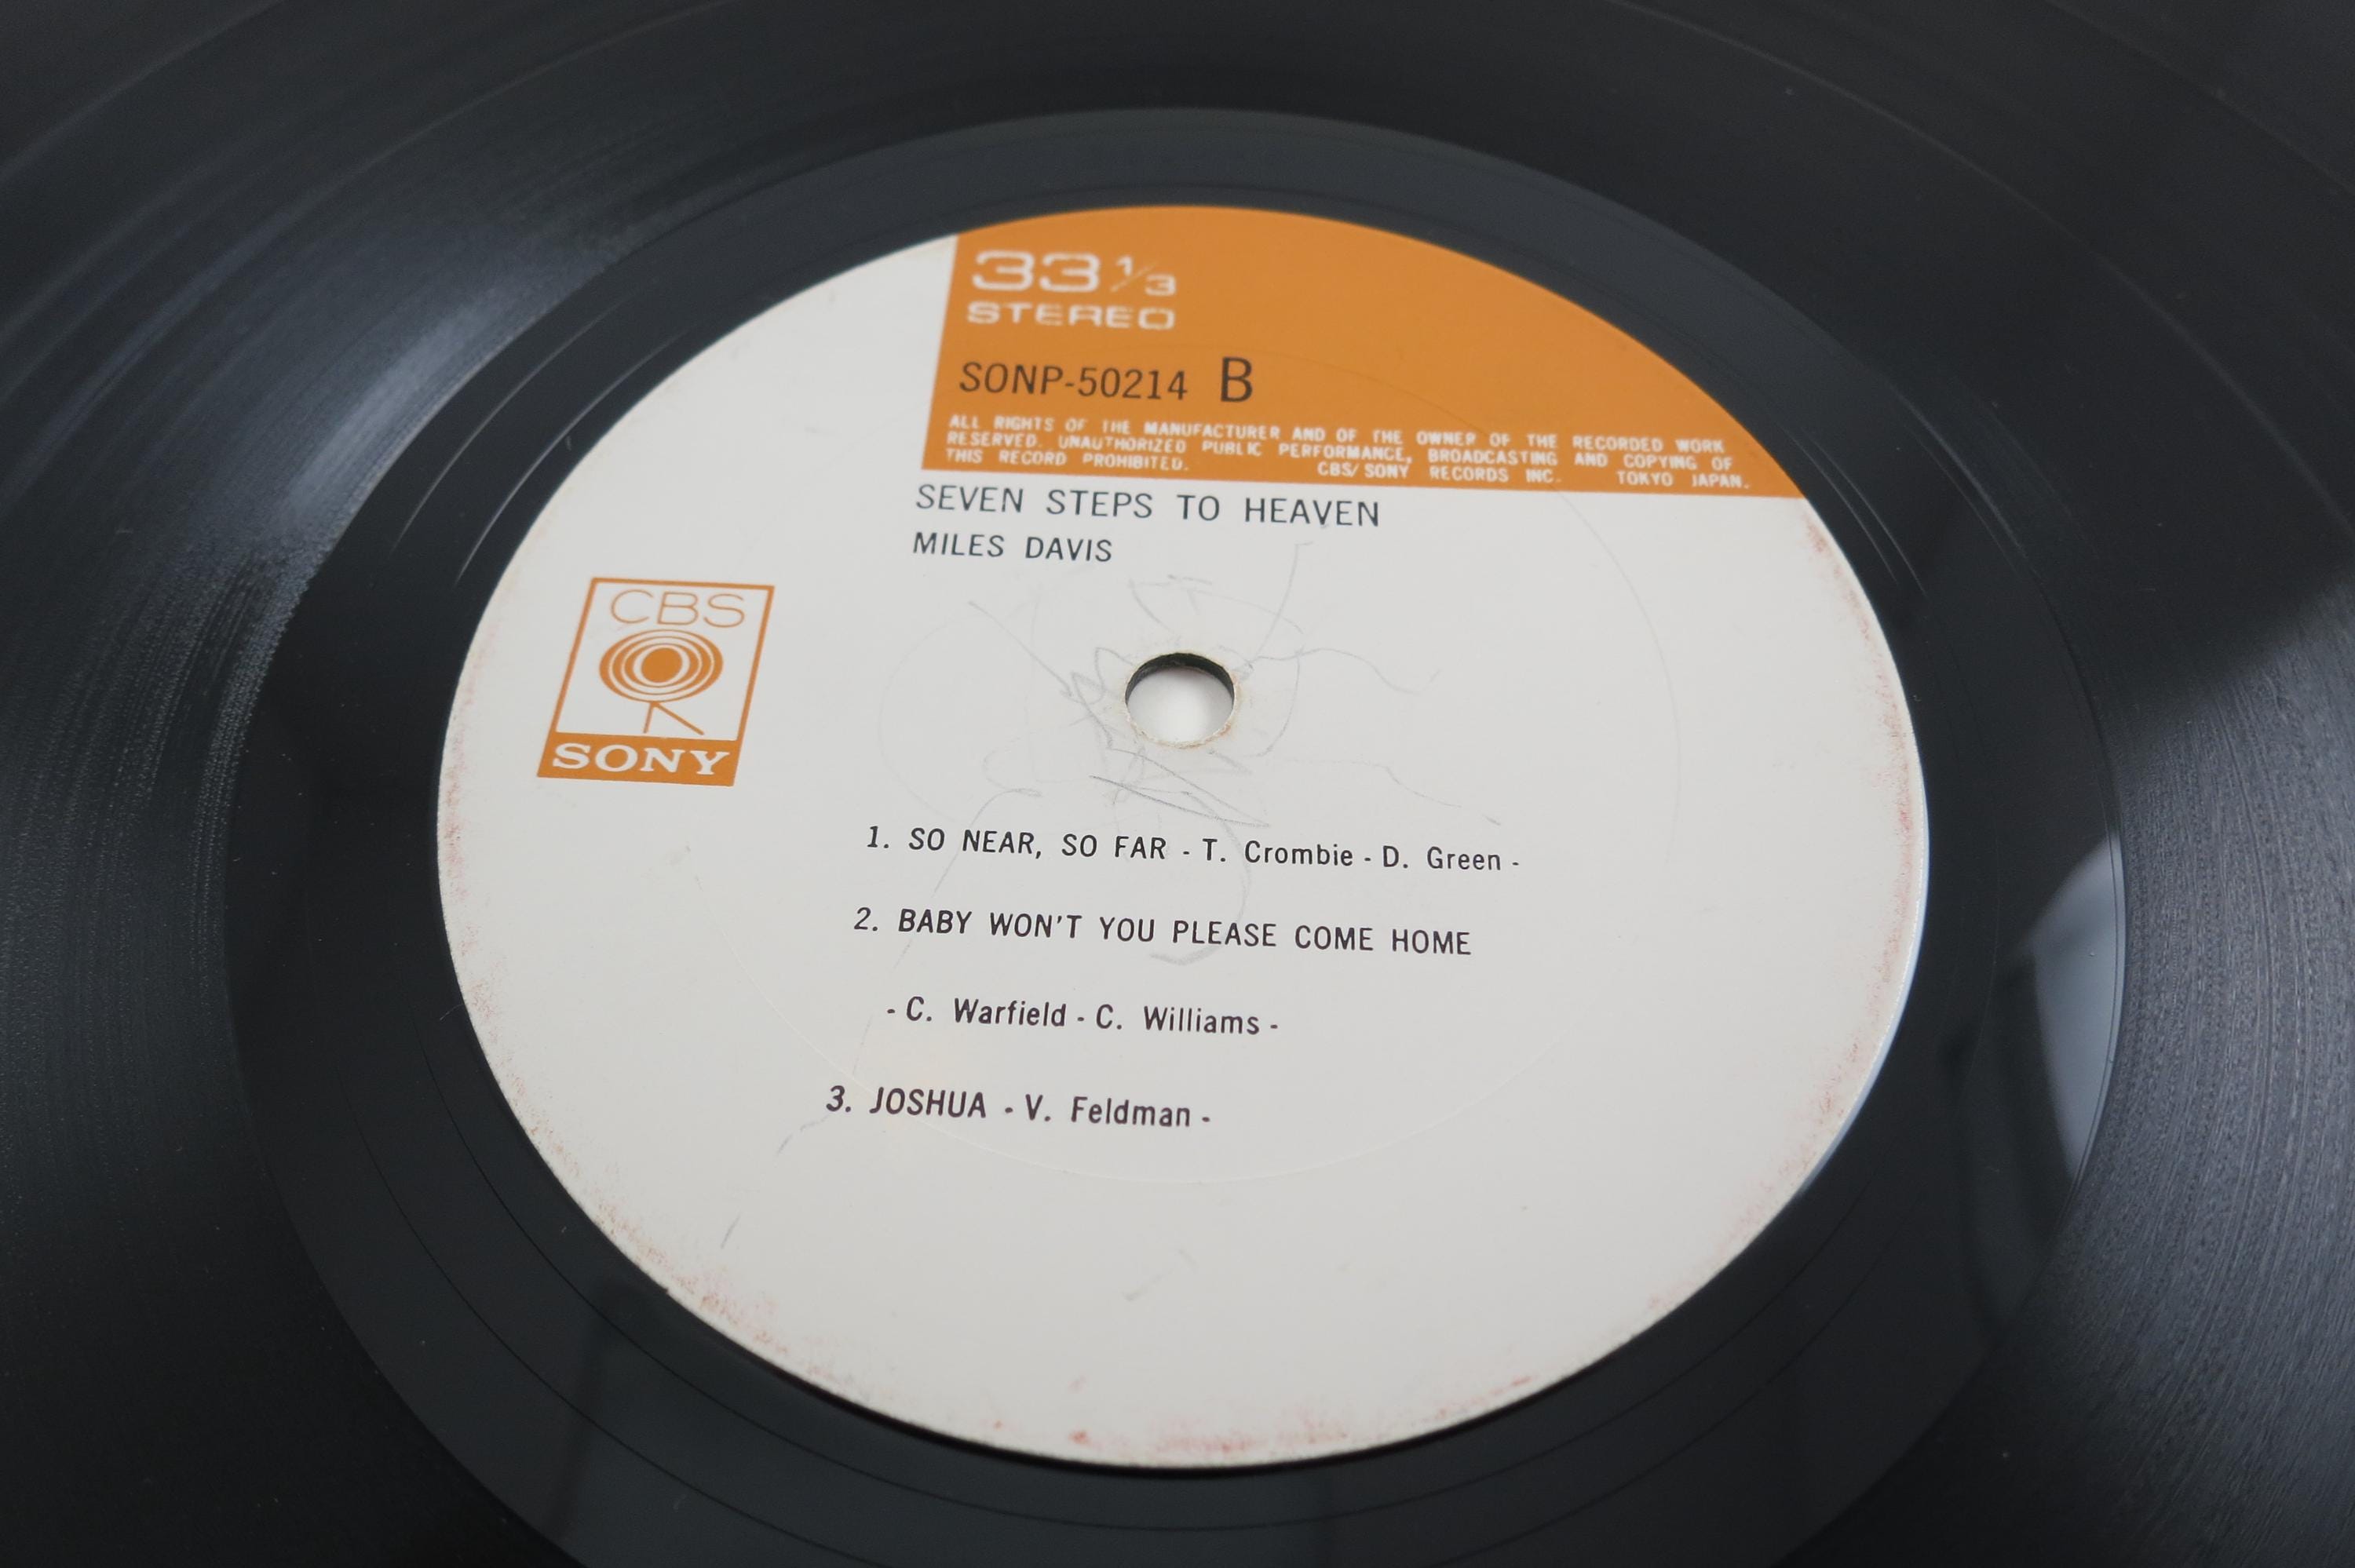 33 1/3
STEREO
SONP-50214 B
ALL RIGHTS OF THE MANUFACTURER AND OF THE OWNER OF THE RECORDED WORK
RESERVED. UNAUTHORIZED PUBLIC PERFORMANCE, BROADCASTING AND COPYING OF
THIS RECORD PROHIBITED. CBS/SONY RECORDS INC. TOKYO JAPAN.
SEVEN STEPS TO HEAVEN
MILES DAVIS
CBS
SONY
1. SO NEAR, SO FAR - T. Crombie - D. Green -
2. BABY WON'T YOU PLEASE COME HOME
- C. Warfield - C. Williams -
3. JOSHUA - V. Feldman -